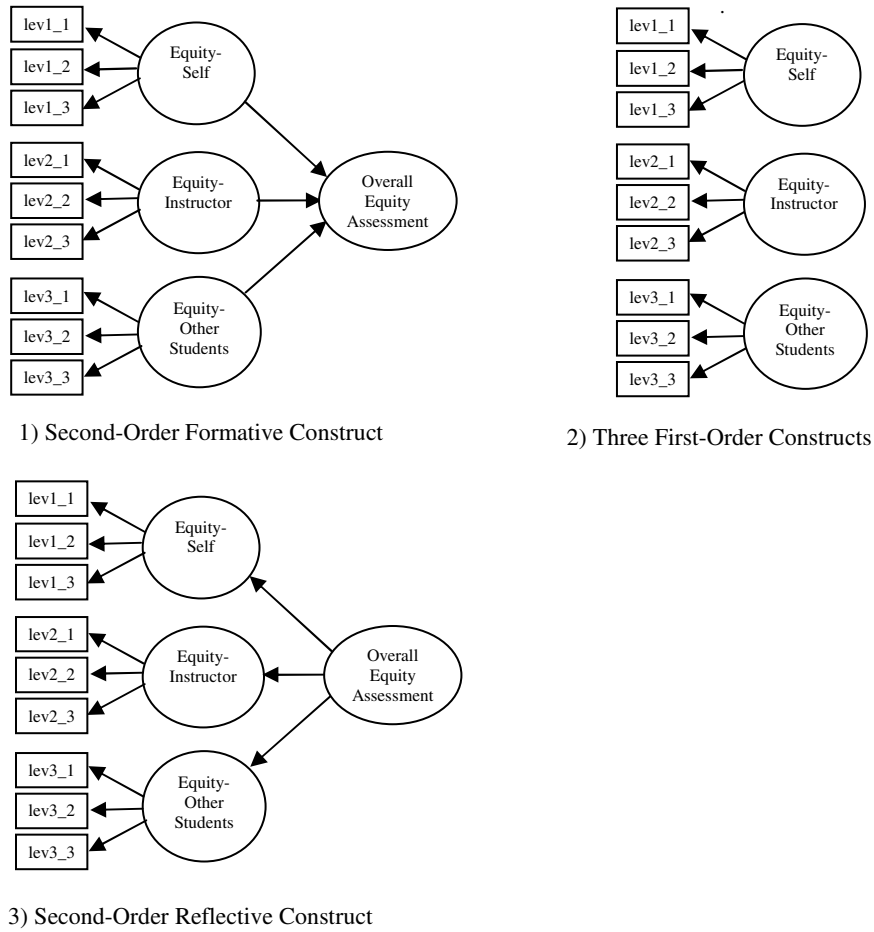 lev1_1
lev1_2
lev1_3
Equity-
Self
lev2_1
lev2_2
lev2_3
Equity-
Instructor
lev3_1
lev3_2
lev3_3
Equity-
Other
Students
Overall
Equity
Assessment
1) Second-Order Formative Construct
lev1_1
lev1_2
lev1_3
Equity-
Self
lev2_1
lev2_2
lev2_3
Equity-
Instructor
lev3_1
lev3_2
lev3_3
Equity-
Other
Students
2) Three First-Order Constructs
lev1_1
lev1_2
lev1_3
Equity-
Self
lev2_1
lev2_2
lev2_3
Equity-
Instructor
lev3_1
lev3_2
lev3_3
Equity-
Other
Students
Overall
Equity
Assessment
3) Second-Order Reflective Construct